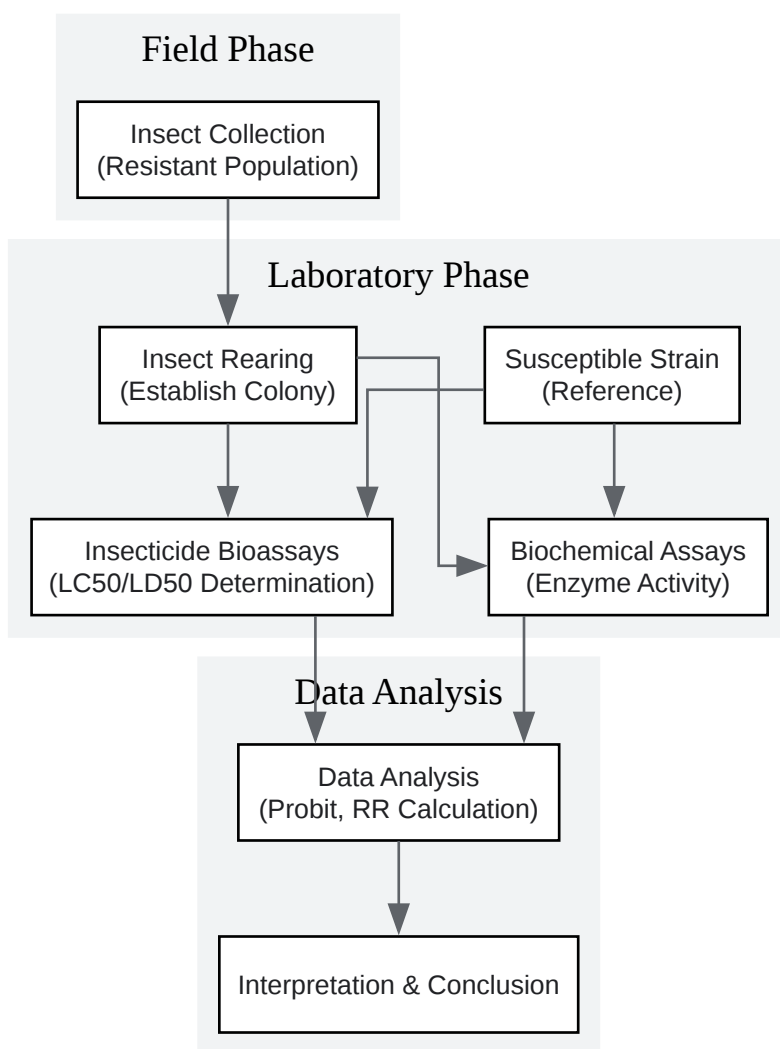 Field Phase
Insect Collection
(Resistant Population)
Laboratory Phase
Insect Rearing
(Establish Colony)
Susceptible Strain
(Reference)
Insecticide Bioassays
(LC50/LD50 Determination)
Biochemical Assays
(Enzyme Activity)
Data Analysis
Data Analysis
(Probit, RR Calculation)
Interpretation & Conclusion